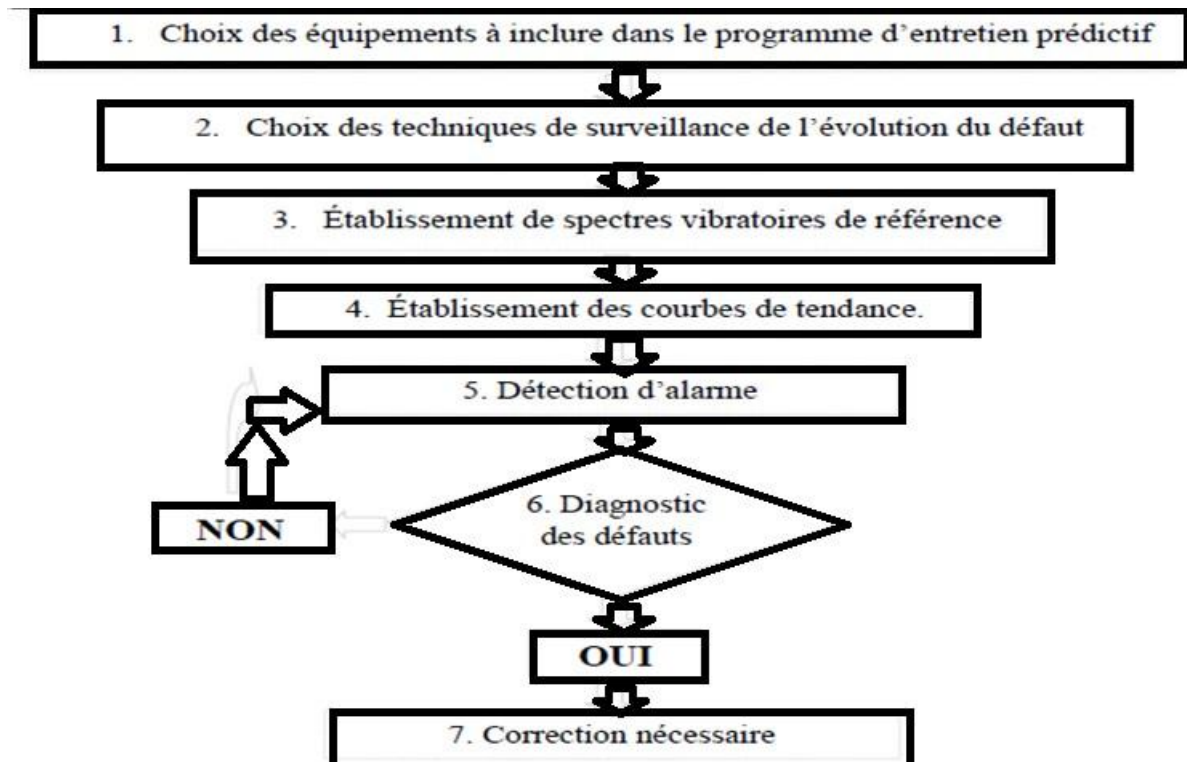 1. Choix des équipements à inclure dans le programme d'entretien prédictif
2. Choix des techniques de surveillance de l'évolution du défaut
3. Établissement de spectres vibratoires de référence
4. Établissement des courbes de tendance.
5. Détection d'alarme
6. Diagnostic
des défauts
NON
OUI
7. Correction nécessaire